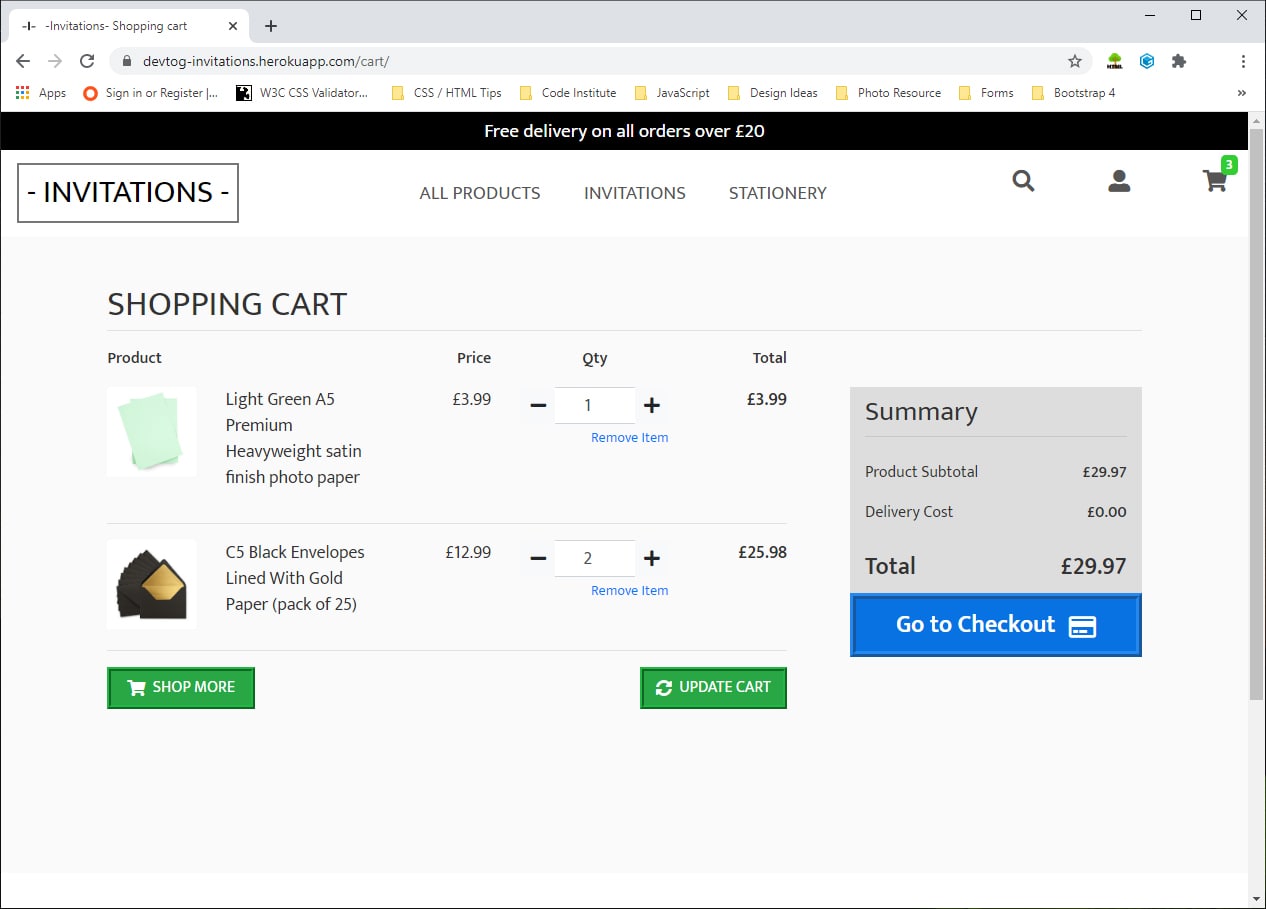 -I- -Invitations- Shopping cart
devtog-invitations.herokuapp.com/cart/
Apps Sign in or Register |... W3C CSS Validator... CSS / HTML Tips Code Institute JavaScript Design Ideas Photo Resource Forms Bootstrap 4 »
Free delivery on all orders over £20
- INVITATIONS - ALL PRODUCTS INVITATIONS STATIONERY 3
SHOPPING CART
Product Price Qty Total
Light Green A5 £3.99 1 £3.99
Premium
Heavyweight satin
finish photo paper
Remove Item
C5 Black Envelopes £12.99 2 £25.98
Lined With Gold
Paper (pack of 25)
Remove Item
SHOP MORE UPDATE CART
Summary
Product Subtotal £29.97
Delivery Cost £0.00
Total £29.97
Go to Checkout